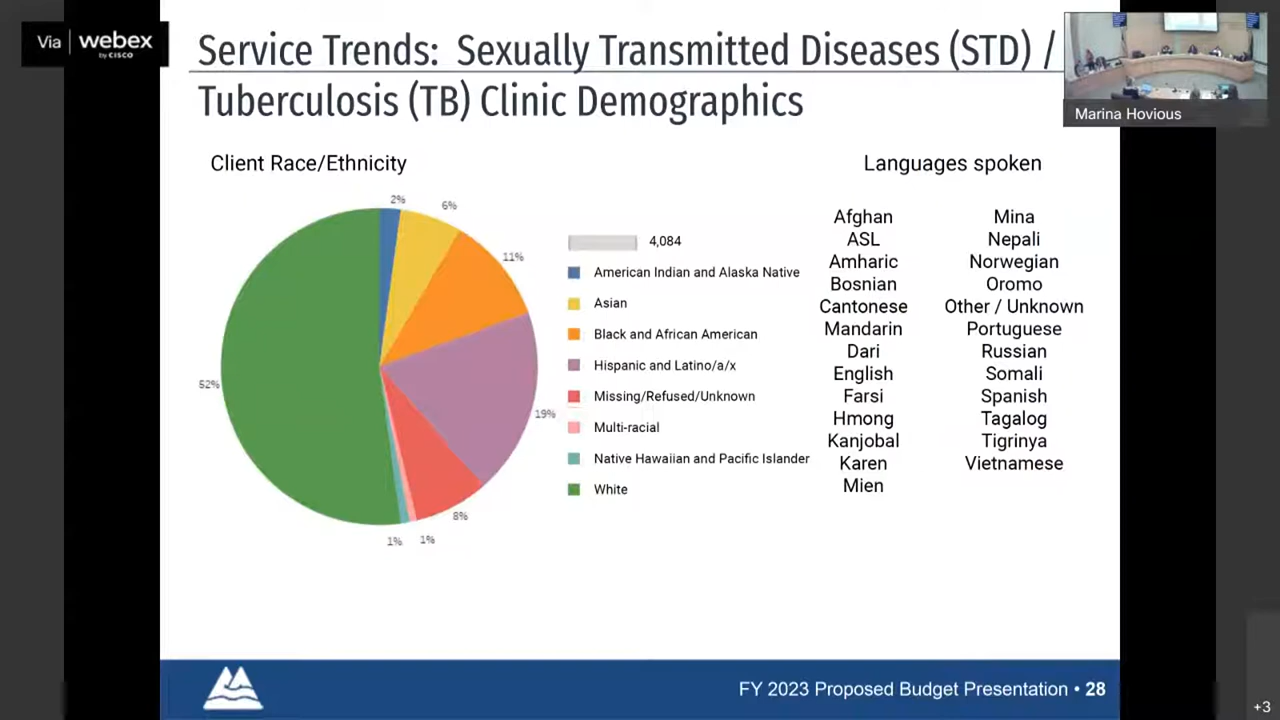 Via webex
by CISCO
Service Trends: Sexually Transmitted Diseases (STD) /
Tuberculosis (TB) Clinic Demographics
Marina Hovious
Client Race/Ethnicity
2%
6%
11%
19%
8%
1%
1%
52%
4,084
American Indian and Alaska Native
Asian
Black and African American
Hispanic and Latino/a/x
Missing/Refused/Unknown
Multi-racial
Native Hawaiian and Pacific Islander
White
Languages spoken
Afghan
ASL
Amharic
Bosnian
Cantonese
Mandarin
Dari
English
Farsi
Hmong
Kanjobal
Karen
Mien
Mina
Nepali
Norwegian
Oromo
Other / Unknown
Portuguese
Russian
Somali
Spanish
Tagalog
Tigrinya
Vietnamese
FY 2023 Proposed Budget Presentation • 28
+3